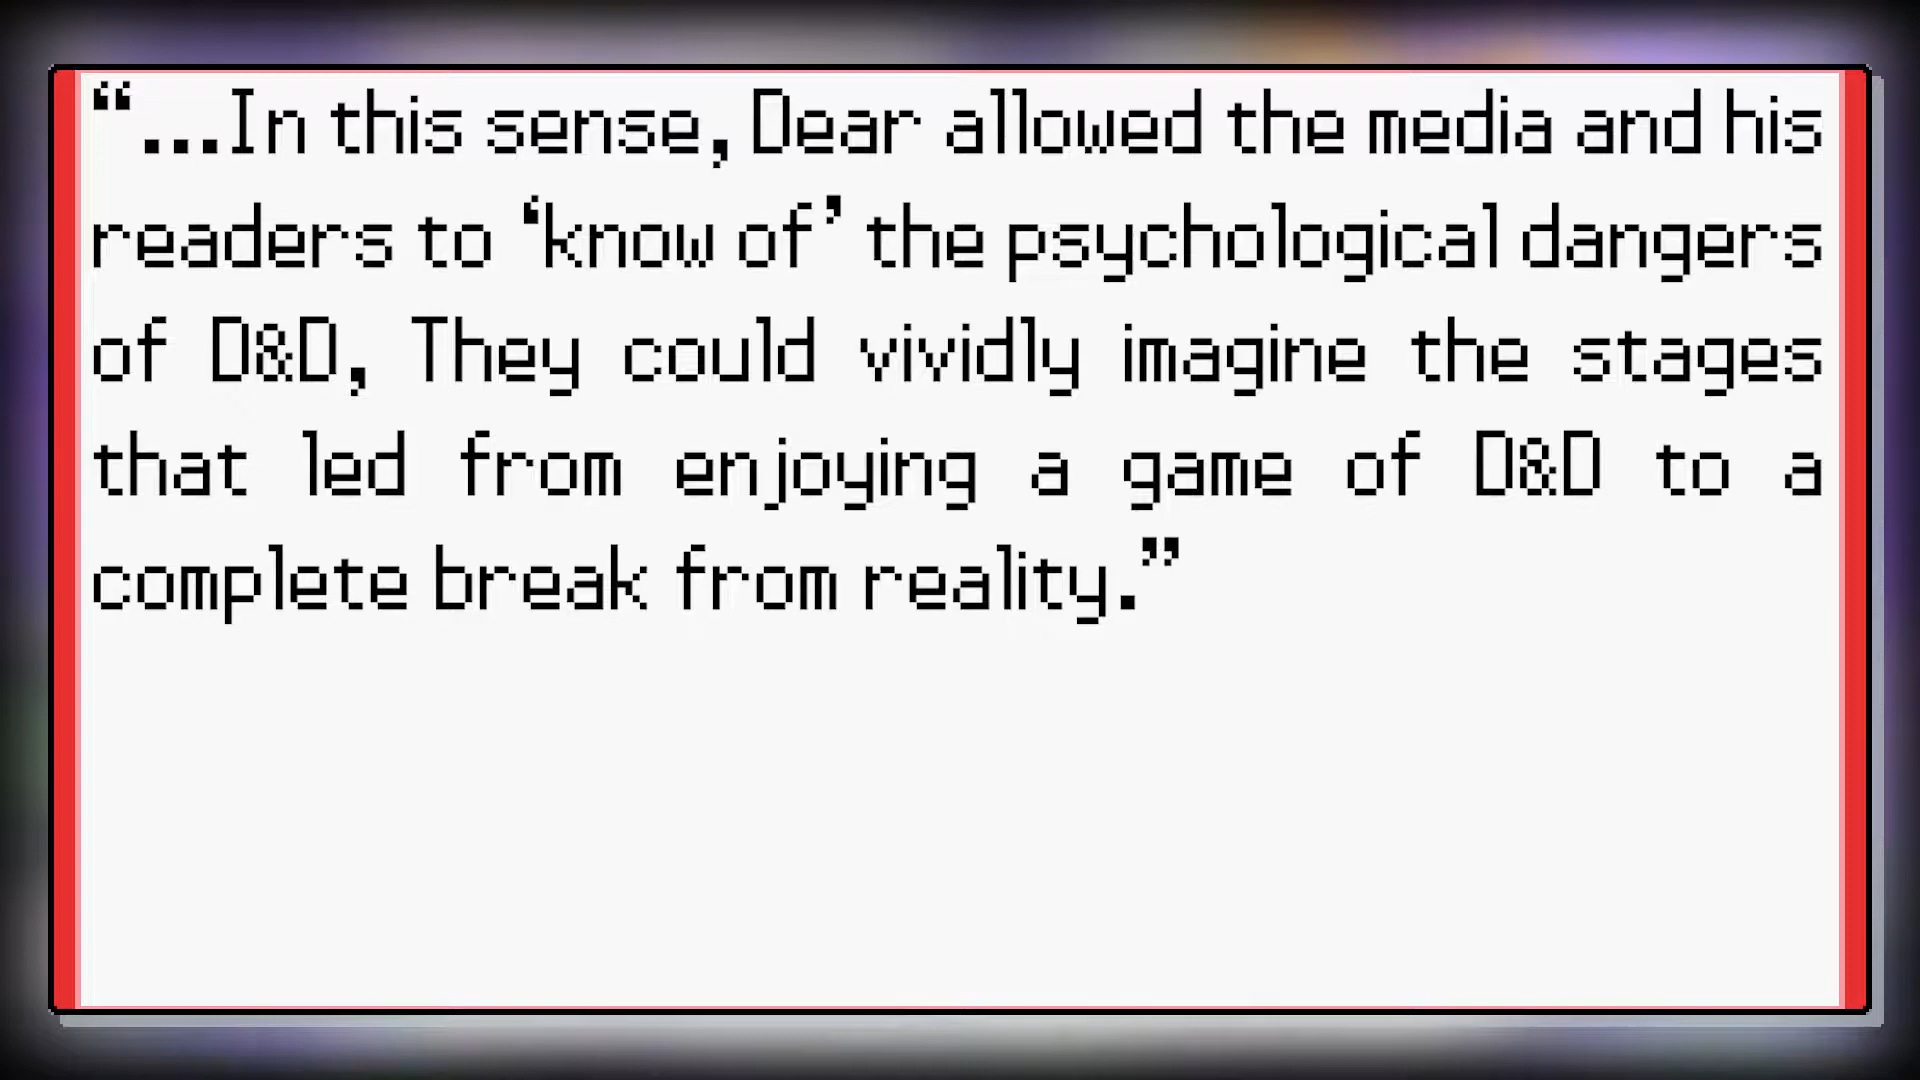 “...In this sense, Dear allowed the media and his
readers to ‘know of’ the psychological dangers
of D&D, They could vividly imagine the stages
that led from enjoying a game of D&D to a
complete break from reality.”